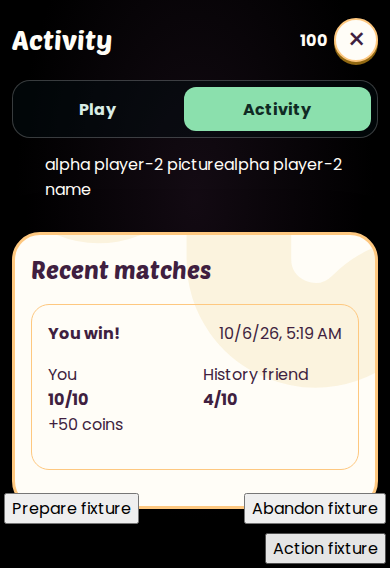 Activity
100 ×
Play Activity
alpha player-2 picturealpha player-2
name
Recent matches
You win! 10/6/26, 5:19 AM
You History friend
10/10 4/10
+50 coins
Prepare fixture Abandon fixture
Action fixture